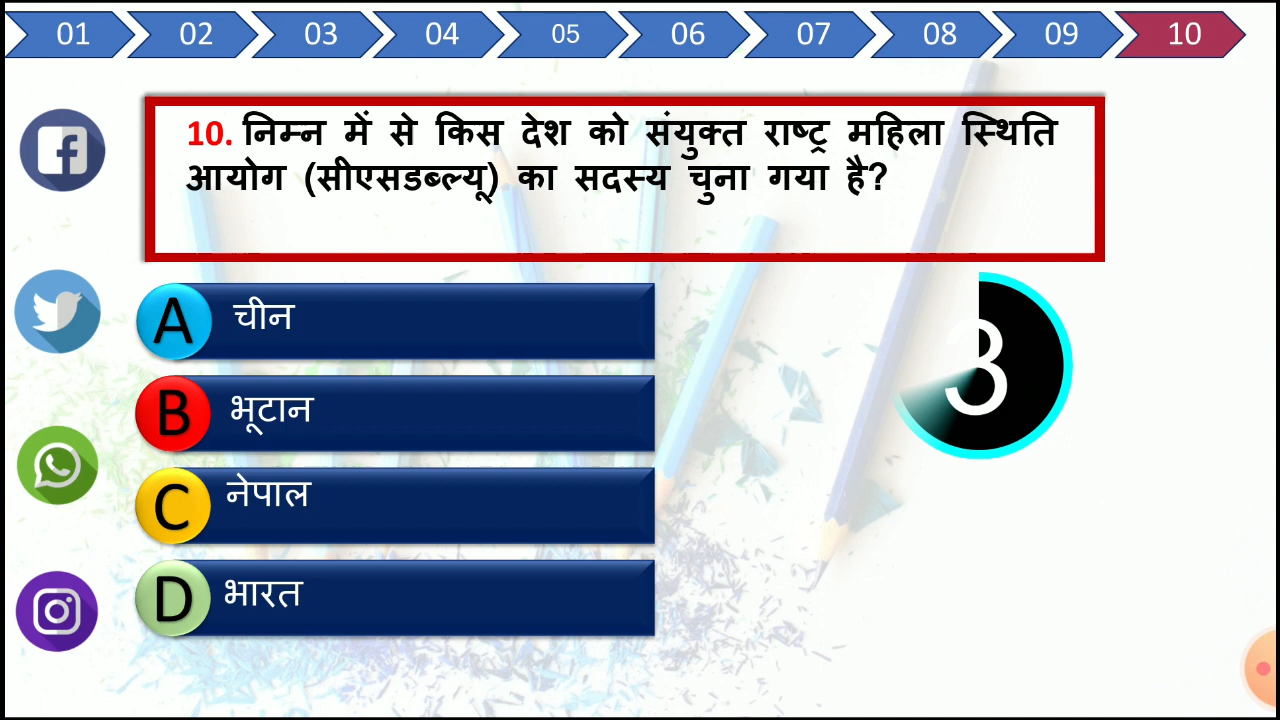 01 02 03 04 05 06 07 08 09 10
10. निम्न में से किस देश को संयुक्त राष्ट्र महिला स्थिति
आयोग (सीएसडब्ल्यू) का सदस्य चुना गया है?
A चीन
3
B भूटान
C नेपाल
D भारत